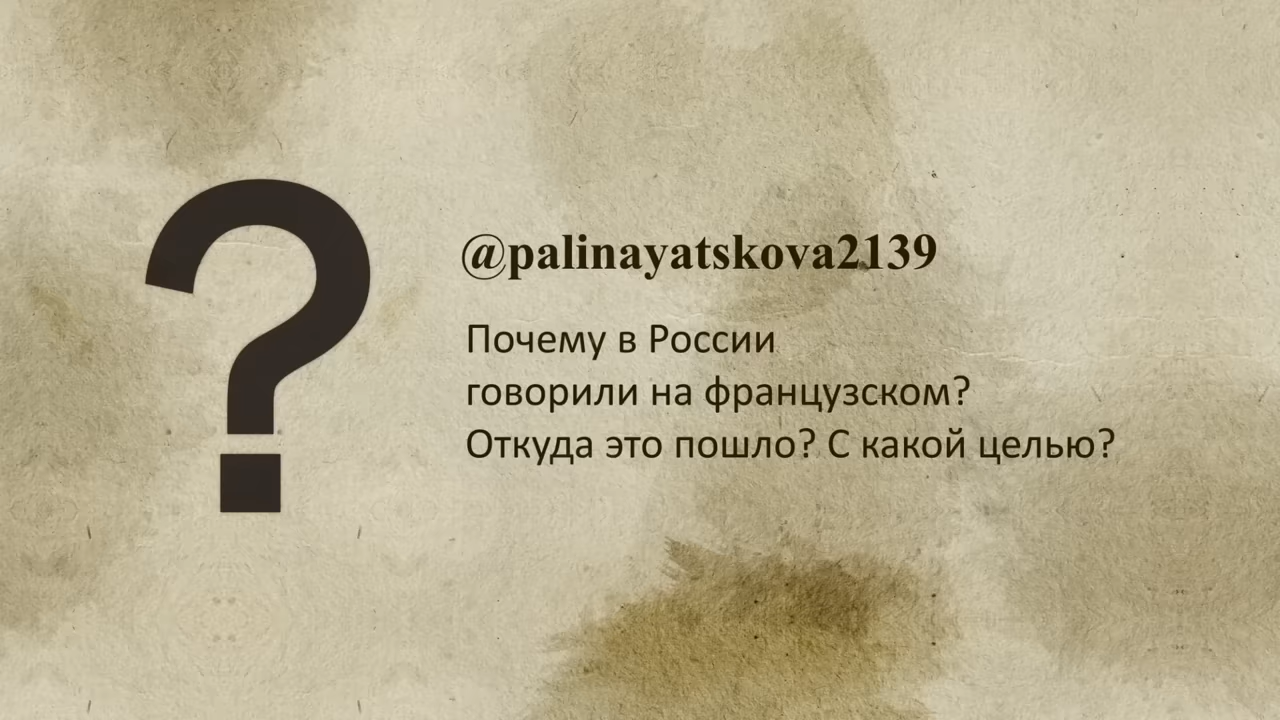 ?
@palinayatskova2139
Почему в России
говорили на французском?
Откуда это пошло? С какой целью?